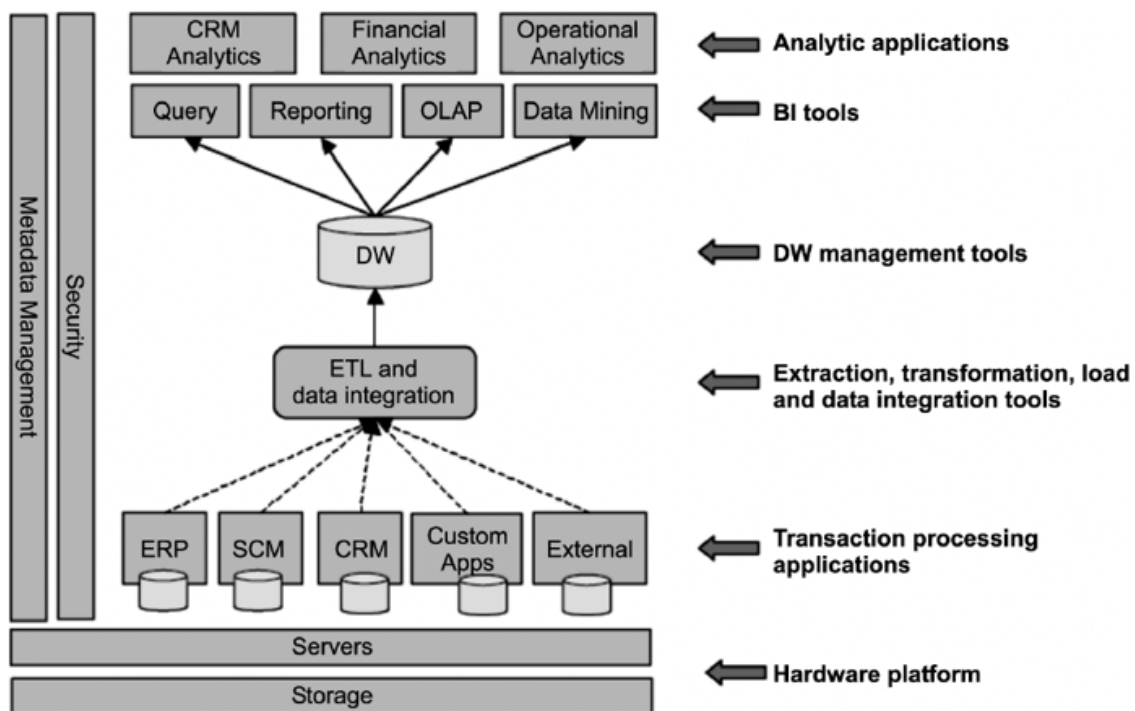 CRM
Analytics
Financial
Analytics
Operational
Analytics
Analytic applications
Query
Reporting
OLAP
Data Mining
BI tools
Metadata Management
Security
DW
DW management tools
ETL and
data integration
Extraction, transformation, load
and data integration tools
ERP
SCM
CRM
Custom
Apps
External
Transaction processing
applications
Servers
Storage
Hardware platform